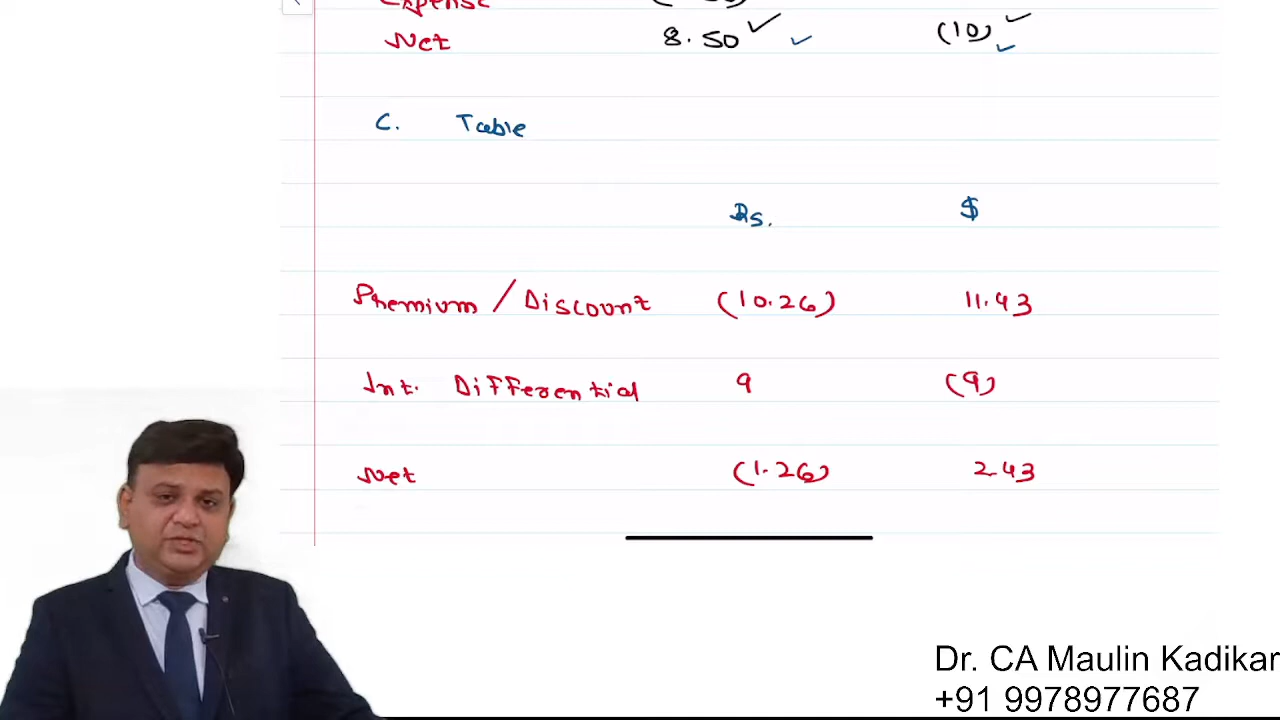 Expense
Net 8.50 (10)
C. Table
Rs. $
Premium / Discount (10.26) 11.43
Int. Differential 9 (9)
Net (1.26) 2.43
Dr. CA Maulin Kadikar
+91 9978977687